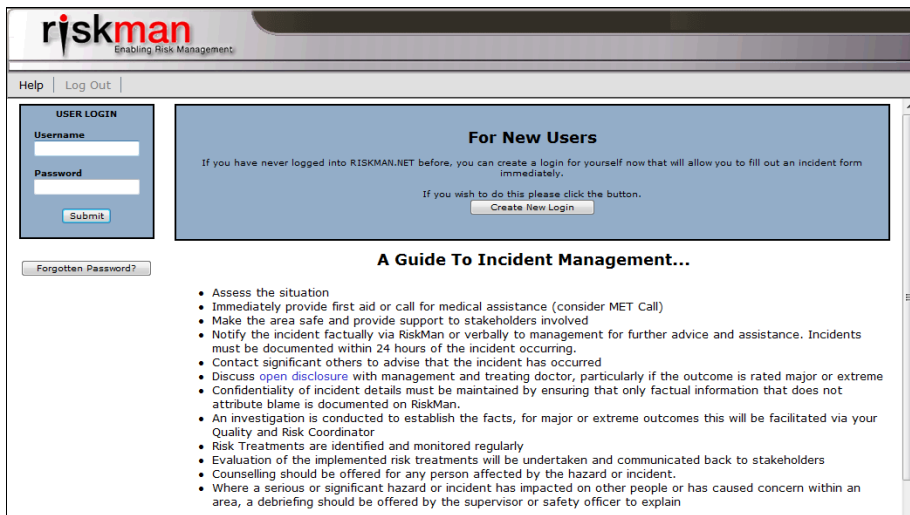 riskman
Enabling Risk Management
Help | Log Out |
USER LOGIN
Username
Password
Submit
Forgotten Password?
For New Users
If you have never logged into RISKMAN.NET before, you can create a login for yourself now that will allow you to fill out an incident form
immediately.
If you wish to do this please click the button.
Create New Login
A Guide To Incident Management...
• Assess the situation
• Immediately provide first aid or call for medical assistance (consider MET Call)
• Make the area safe and provide support to stakeholders involved
• Notify the incident factually via RiskMan or verbally to management for further advice and assistance. Incidents
must be documented within 24 hours of the incident occurring.
• Contact significant others to advise that the incident has occurred
• Discuss open disclosure with management and treating doctor, particularly if the outcome is rated major or extreme
• Confidentiality of incident details must be maintained by ensuring that only factual information that does not
attribute blame is documented on RiskMan.
• An investigation is conducted to establish the facts, for major or extreme outcomes this will be facilitated via your
Quality and Risk Coordinator
• Risk Treatments are identified and monitored regularly
• Evaluation of the implemented risk treatments will be undertaken and communicated back to stakeholders
• Counselling should be offered for any person affected by the hazard or incident.
• Where a serious or significant hazard or incident has impacted on other people or has caused concern within an
area, a debriefing should be offered by the supervisor or safety officer to explain